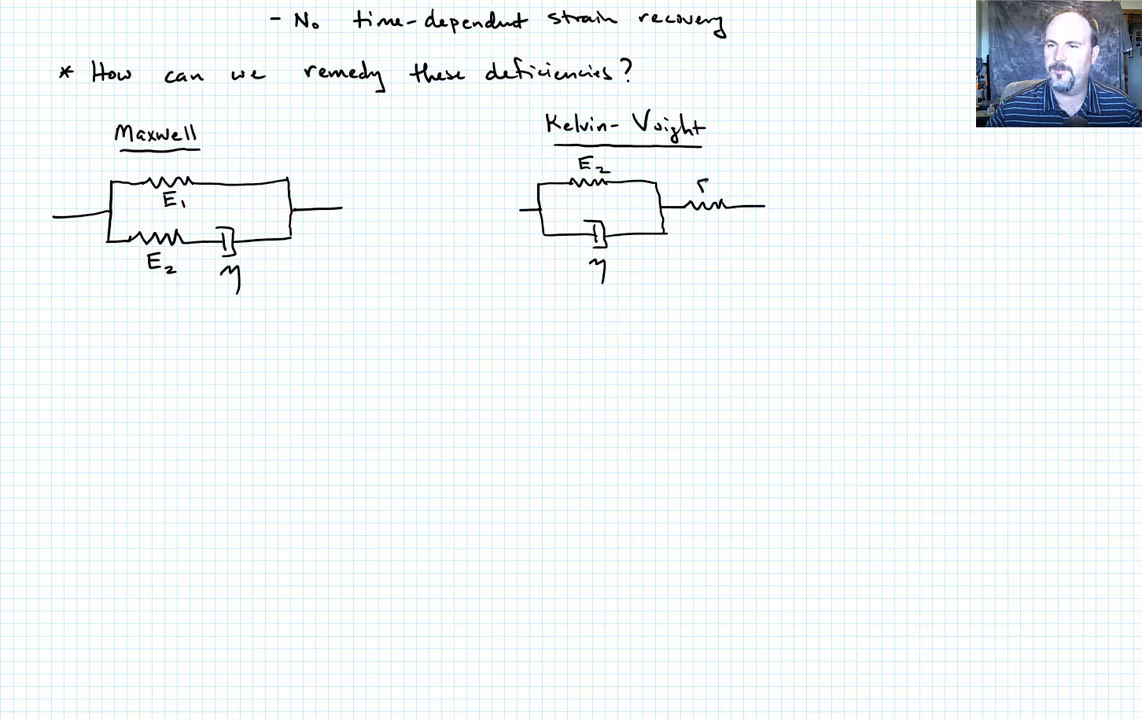 - No time-dependent strain recovery
* How can we remedy these deficiencies?
Maxwell
E₁
E₂
η
Kelvin-Voight
E₂
η